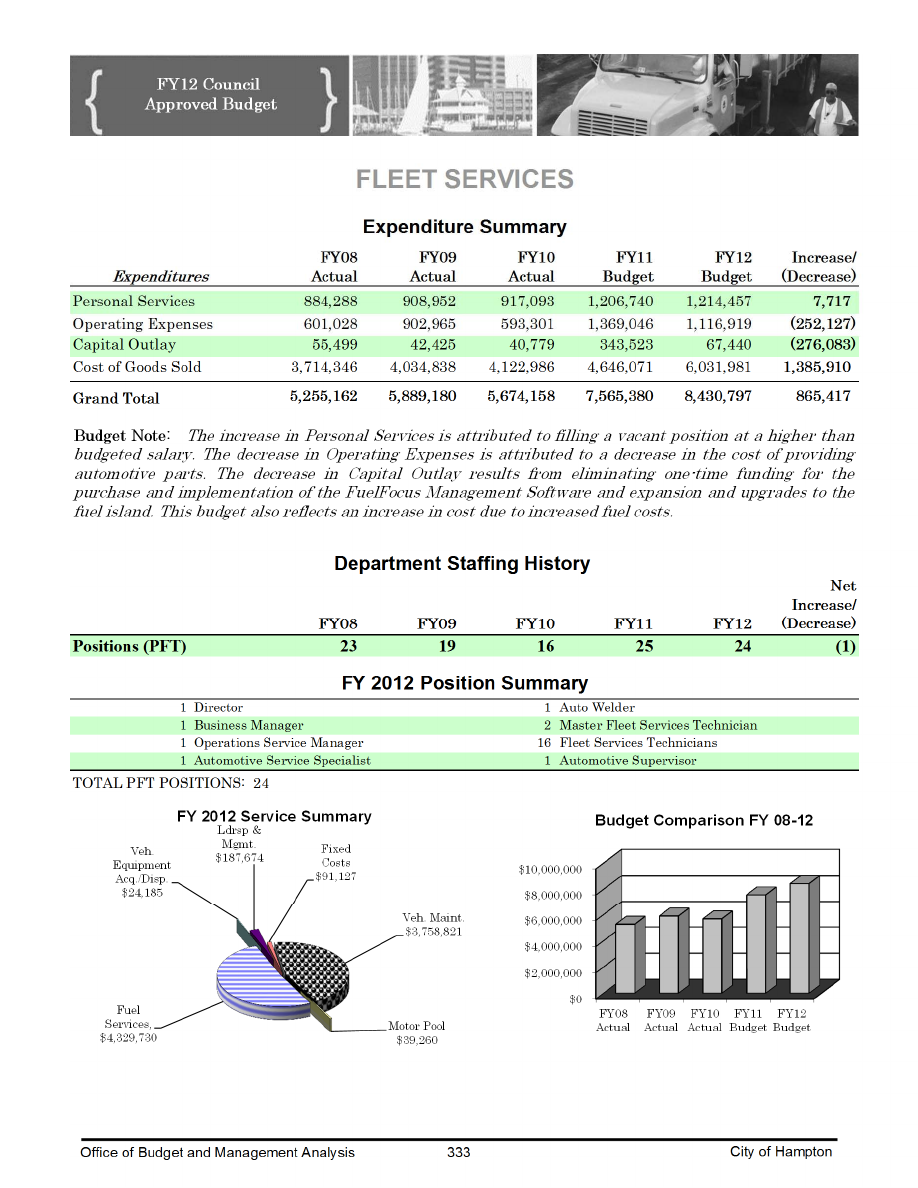 FY12 Council
Approved Budget
FLEET SERVICES
Expenditure Summary
Expenditures FY08 Actual FY09 Actual FY10 Actual FY11 Budget FY12 Budget Increase/ (Decrease)
Personal Services 884,288 908,952 917,093 1,206,740 1,214,457 7,717
Operating Expenses 601,028 902,965 593,301 1,369,046 1,116,919 (252,127)
Capital Outlay 55,499 42,425 40,779 343,523 67,440 (276,083)
Cost of Goods Sold 3,714,346 4,034,838 4,122,986 4,646,071 6,031,981 1,385,910
Grand Total 5,255,162 5,889,180 5,674,158 7,565,380 8,430,797 865,417
Budget Note: The increase in Personal Services is attributed to filling a vacant position at a higher than
budgeted salary. The decrease in Operating Expenses is attributed to a decrease in the cost of providing
automotive parts. The decrease in Capital Outlay results from eliminating one-time funding for the
purchase and implementation of the FuelFocus Management Software and expansion and upgrades to the
fuel island. This budget also reflects an increase in cost due to increased fuel costs.
Department Staffing History
FY08 FY09 FY10 FY11 FY12 Net Increase/ (Decrease)
Positions (PFT) 23 19 16 25 24 (1)
FY 2012 Position Summary
1 Director 1 Auto Welder
1 Business Manager 2 Master Fleet Services Technician
1 Operations Service Manager 16 Fleet Services Technicians
1 Automotive Service Specialist 1 Automotive Supervisor
TOTAL PFT POSITIONS: 24
FY 2012 Service Summary
Ldrsp &
Mgmt.
$187,674
Veh.
Equipment
Acq./Disp.
$24,185
Fixed
Costs
$91,127
Veh. Maint.
$3,758,821
Fuel
Services,
$4,329,730
Motor Pool
$39,260
Budget Comparison FY 08-12
$10,000,000
$8,000,000
$6,000,000
$4,000,000
$2,000,000
$0
FY08 FY09 FY10 FY11 FY12
Actual Actual Actual Budget Budget
Office of Budget and Management Analysis 333 City of Hampton